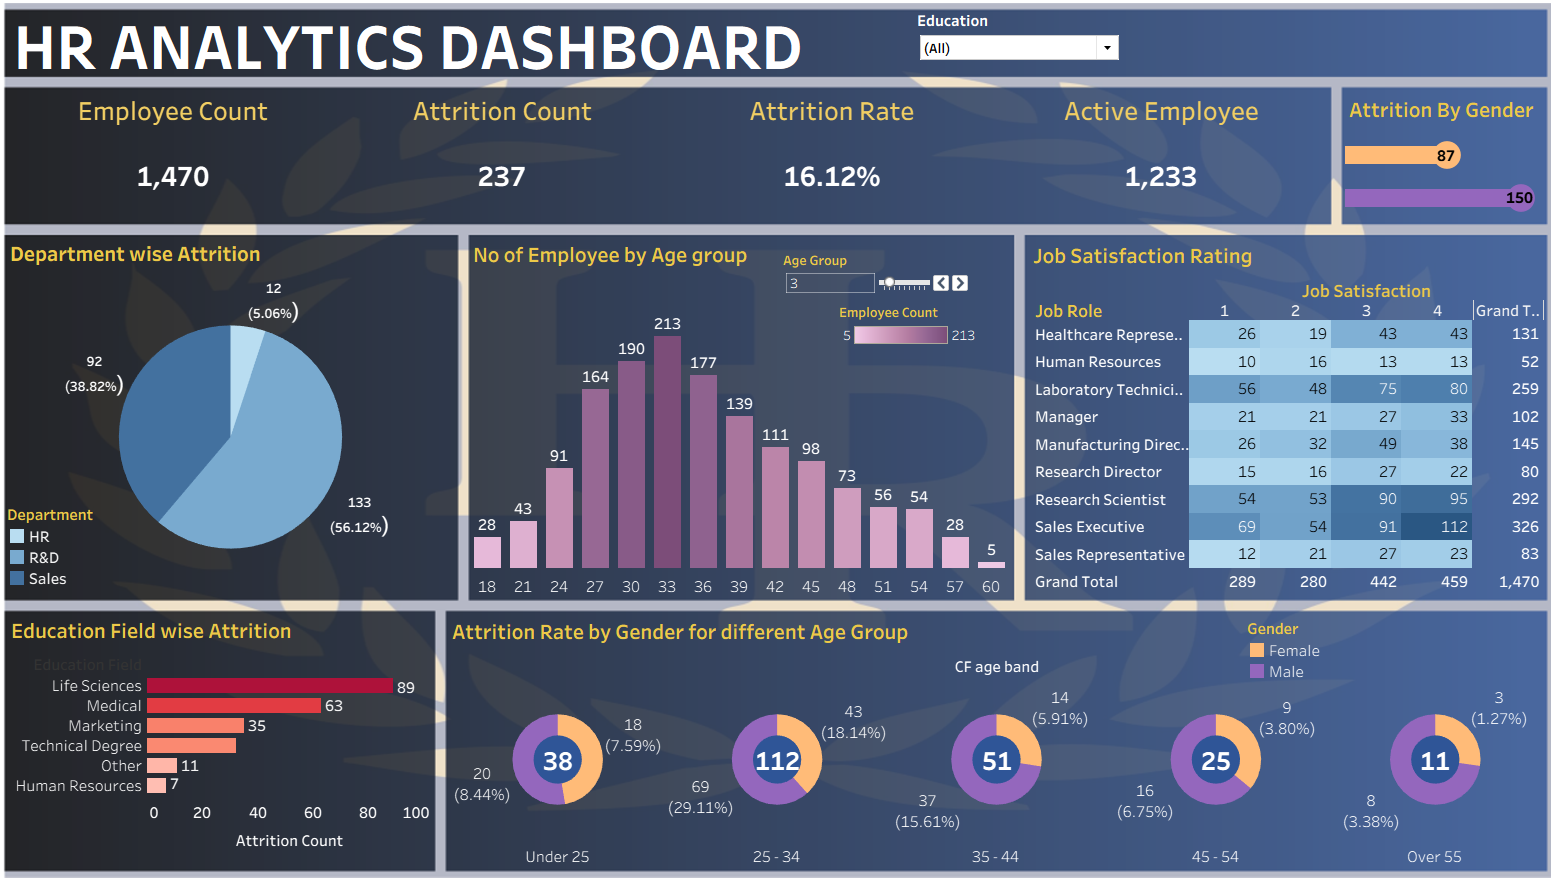 HR ANALYTICS DASHBOARD
Education
(All)
Employee Count Attrition Count Attrition Rate Active Employee
1,470 237 16.12% 1,233
Attrition By Gender
87
150
Department wise Attrition
12
(5.06%)
92
(38.82%)
133
(56.12%)
Department
HR
R&D
Sales
No of Employee by Age group
Age Group
3
Employee Count
5 213
28 43 91 164 190 213 177 139 111 98 73 56 54 28 5
18 21 24 27 30 33 36 39 42 45 48 51 54 57 60
Job Satisfaction Rating
Job Satisfaction
Job Role 1 2 3 4 Grand T..
Healthcare Represe.. 26 19 43 43 131
Human Resources 10 16 13 13 52
Laboratory Technici.. 56 48 75 80 259
Manager 21 21 27 33 102
Manufacturing Direc.. 26 32 49 38 145
Research Director 15 16 27 22 80
Research Scientist 54 53 90 95 292
Sales Executive 69 54 91 112 326
Sales Representative 12 21 27 23 83
Grand Total 289 280 442 459 1,470
Education Field wise Attrition
Education Field
Life Sciences 89
Medical 63
Marketing 35
Technical Degree
Other 11
Human Resources 7
0 20 40 60 80 100
Attrition Count
Attrition Rate by Gender for different Age Group
CF age band
Gender
Female
Male
38
18
(7.59%)
20
(8.44%)
Under 25
112
43
(18.14%)
69
(29.11%)
25 - 34
51
14
(5.91%)
37
(15.61%)
35 - 44
25
9
(3.80%)
16
(6.75%)
45 - 54
11
3
(1.27%)
8
(3.38%)
Over 55
HR